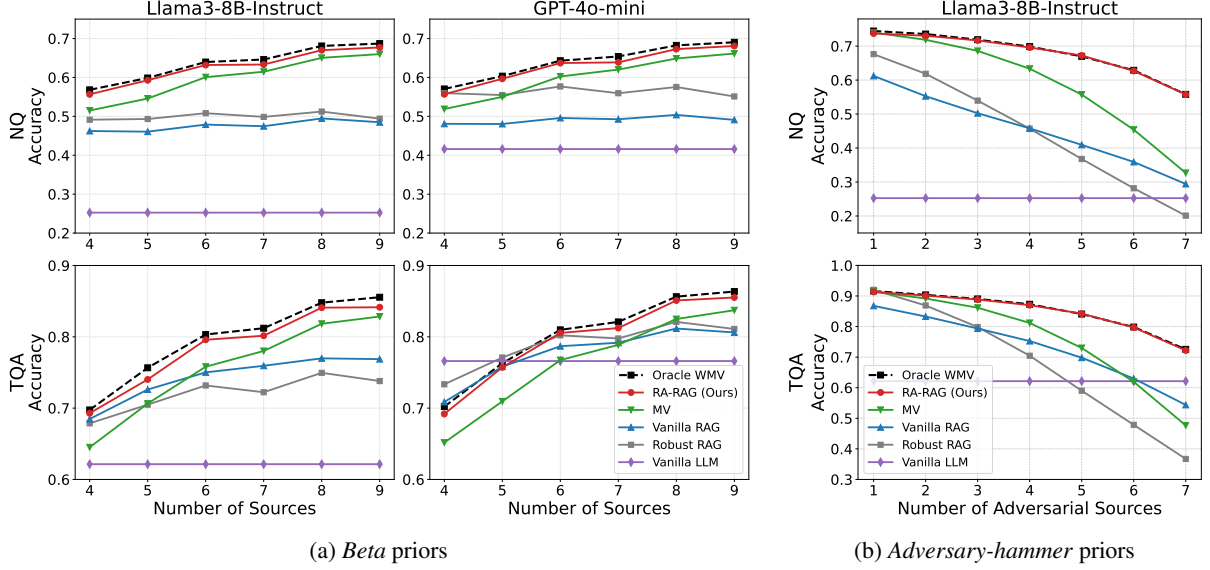 Llama3-8B-Instruct
GPT-4o-mini
Llama3-8B-Instruct
NQ
Accuracy
0.7
0.6
0.5
0.4
0.3
0.2
4 5 6 7 8 9
0.7
0.6
0.5
0.4
0.3
0.2
4 5 6 7 8 9
NQ
Accuracy
0.7
0.6
0.5
0.4
0.3
0.2
1 2 3 4 5 6 7
TQA
Accuracy
0.9
0.8
0.7
0.6
4 5 6 7 8 9
Number of Sources
0.9
0.8
0.7
0.6
Oracle WMV
RA-RAG (Ours)
MV
Vanilla RAG
Robust RAG
Vanilla LLM
4 5 6 7 8 9
Number of Sources
TQA
Accuracy
1.0
0.9
0.8
0.7
0.6
0.5
0.4
0.3
Oracle WMV
RA-RAG (Ours)
MV
Vanilla RAG
Robust RAG
Vanilla LLM
1 2 3 4 5 6 7
Number of Adversarial Sources
(a) Beta priors
(b) Adversary-hammer priors